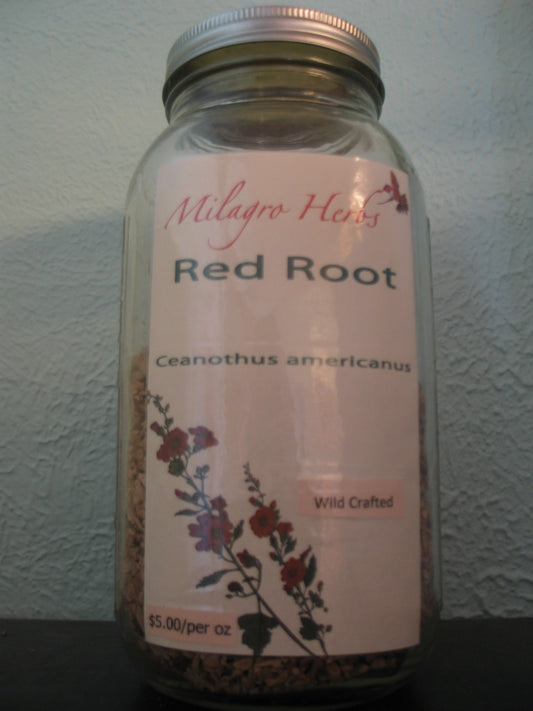 Milagro Herbs
Red Root
Ceanothus americanus
Wild Crafted
$5.00/per oz